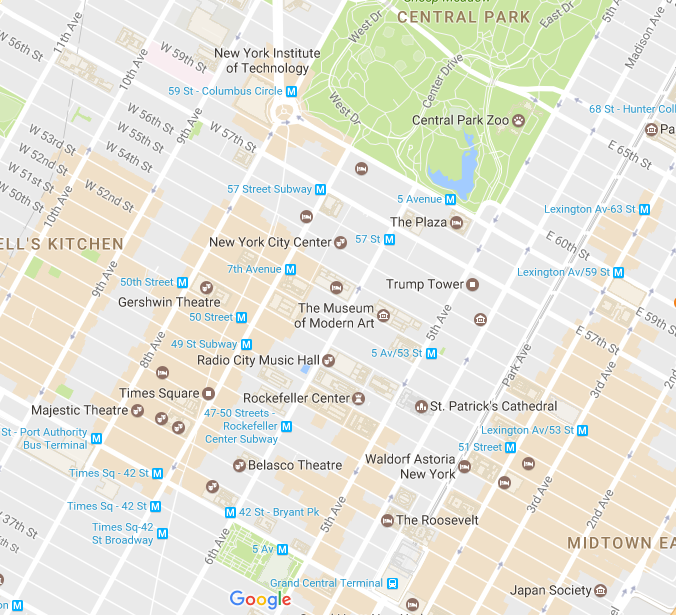 Sheep Meadow
West Dr
East Dr
5th Ave
CENTRAL PARK
11th Ave
W 56th St
W 59th St
10th Ave
New York Institute
of Technology
Madison Ave
Center Drive
59 St - Columbus Circle
West Dr
Central Park Zoo
68 St - Hunter Coll
Pa
W 56th St
W 55th St
W 54th St
9th Ave
W 57th St
E 65th St
W 53rd St
W 52nd St
W 51st St
W 50th St
W 52nd St
10th Ave
57 Street Subway
5 Avenue
Lexington Av-63 St
The Plaza
E 60th St
ELL'S KITCHEN
New York City Center
57 St
9th Ave
7th Avenue
Lexington Av/59 St
50th Street
Gershwin Theatre
Trump Tower
The Museum
of Modern Art
50 Street
5th Ave
E 59th St
E 57th St
8th Ave
49 St Subway
Radio City Music Hall
5 Av/53 St
Park Ave
3rd Ave
2nd
Times Square
Rockefeller Center
Majestic Theatre
St. Patrick's Cathedral
47-50 Streets -
Rockefeller
Center Subway
St - Port Authority
Bus Terminal
Lexington Av/53 St
51 Street
Times Sq - 42 St
Belasco Theatre
Waldorf Astoria
New York
3rd Ave
2nd Ave
Times Sq - 42 St
42 St - Bryant Pk
5th Ave
37th St
Times Sq-42
St Broadway
The Roosevelt
6th Ave
5 Av
MIDTOWN EA
Grand Central Terminal
Japan Society
Google
on